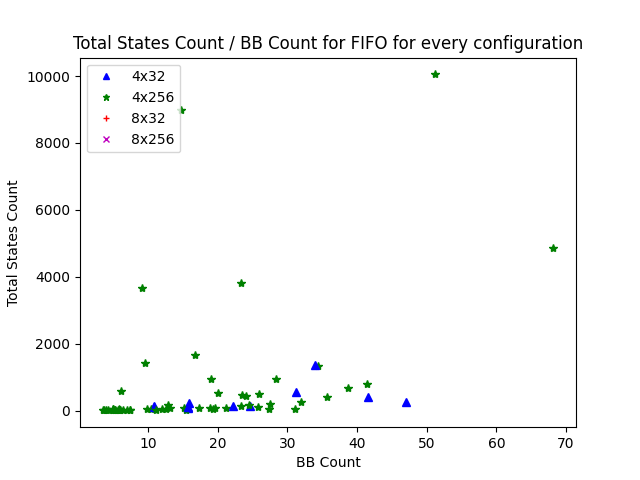 Total States Count / BB Count for FIFO for every configuration
4x32
4x256
8x32
8x256
10000
8000
6000
4000
2000
0
Total States Count
10 20 30 40 50 60 70
BB Count